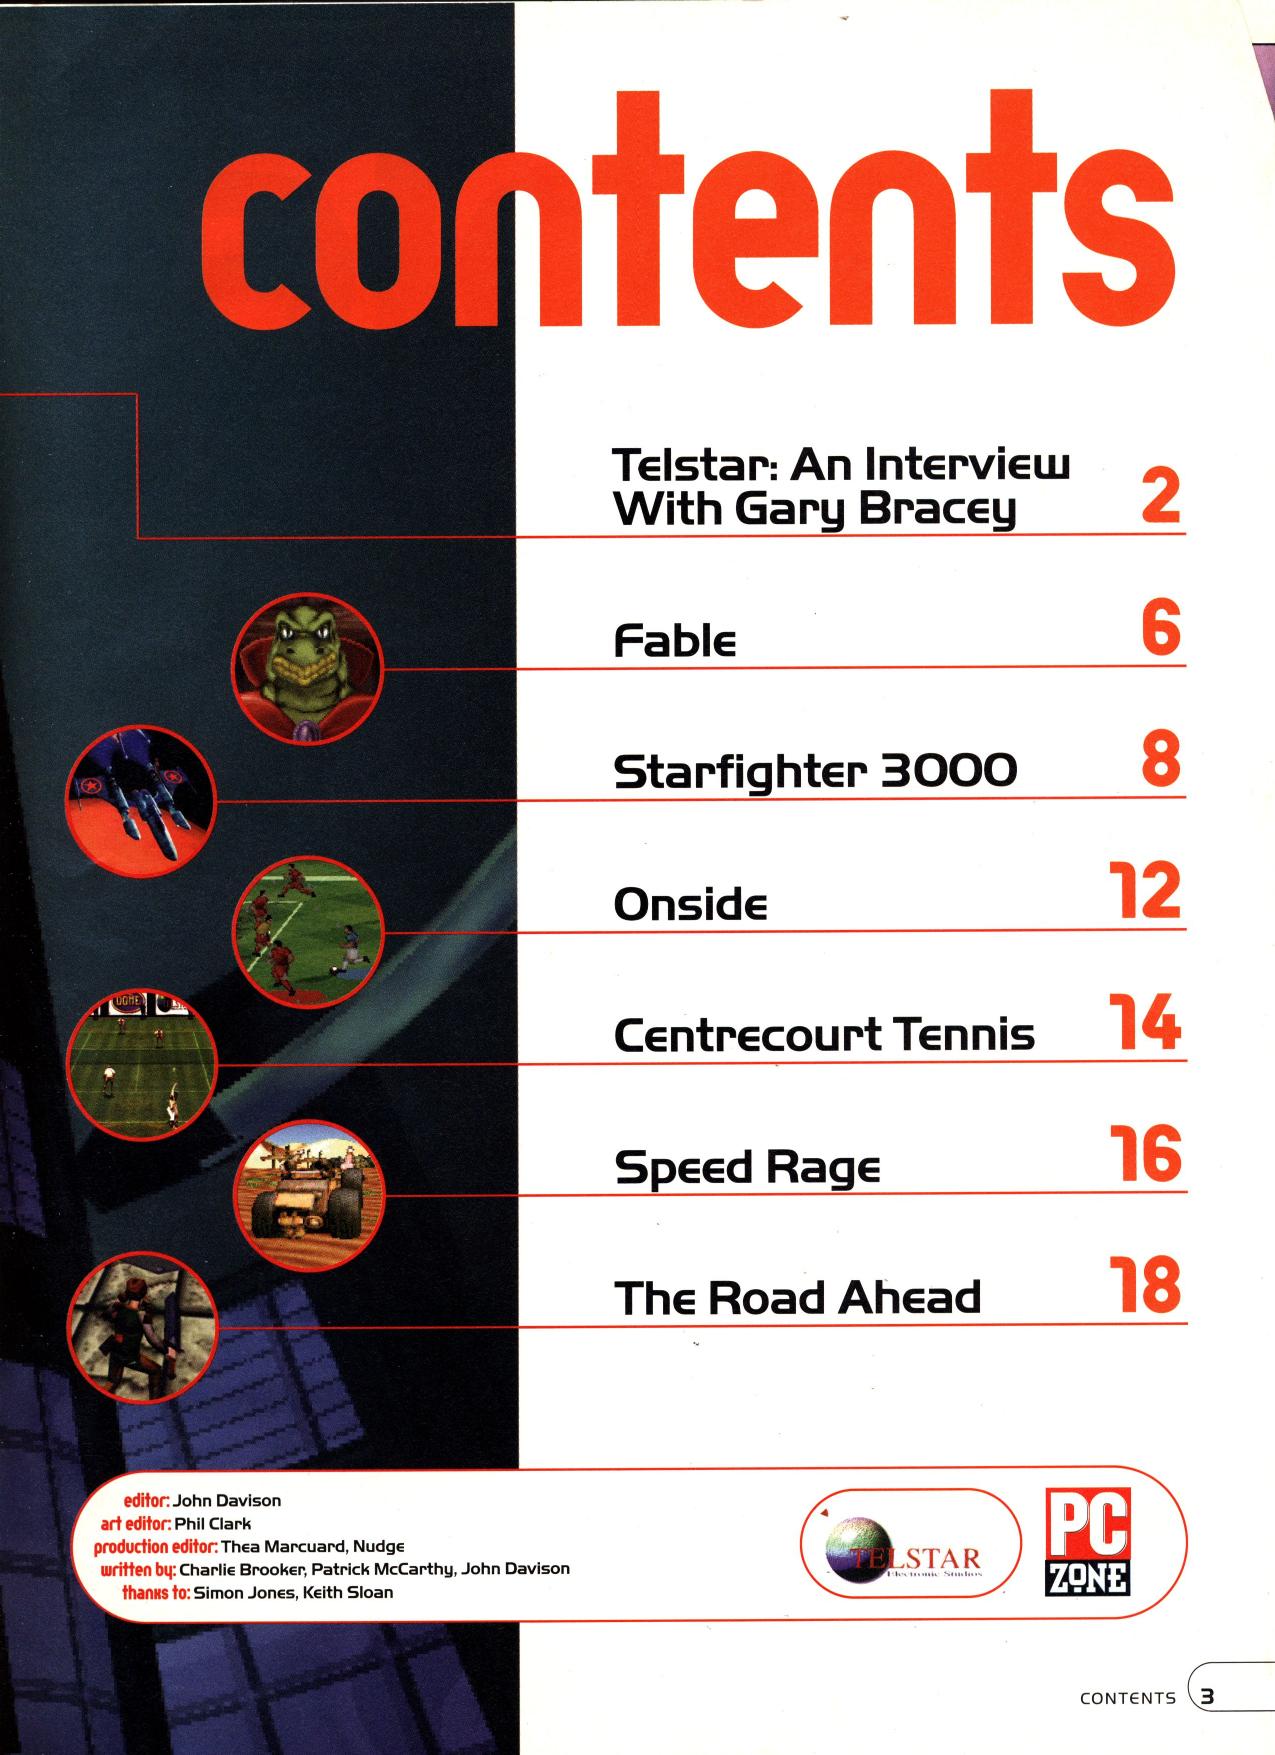 contents
Telstar: An Interview
With Gary Bracey 2
Fable 6
Starfighter 3000 8
Onside 12
Centrecourt Tennis 14
Speed Rage 16
The Road Ahead 18
editor: John Davison
art editor: Phil Clark
production editor: Thea Marcuard, Nudge
written by: Charlie Brooker, Patrick McCarthy, John Davison
thanks to: Simon Jones, Keith Sloan
TELSTAR
Electronic Studios
PC
ZONE
CONTENTS 3